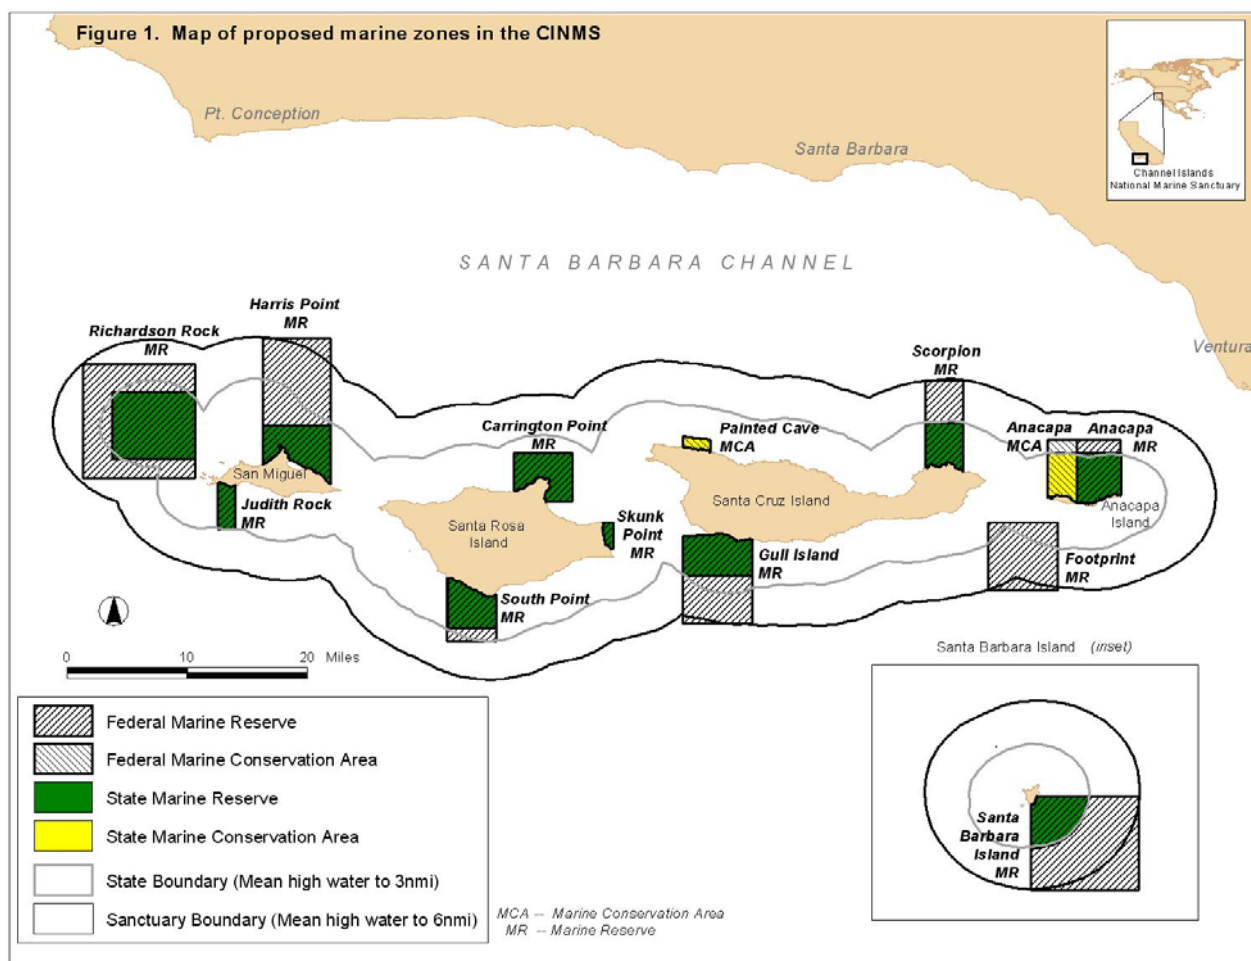 Figure 1.  Map of proposed marine zones in the CINMS
Pt. Conception
Santa Barbara
Channel Islands
National Marine Sanctuary
SANTA BARBARA CHANNEL
Ventura
Harris Point
MR
Richardson Rock
MR
Scorpion
MR
Carrington Point
MR
Painted Cave
MCA
Anacapa
MCA
Anacapa
MR
San Miguel
Judith Rock
MR
Santa Rosa
Island
Skunk
Point
MR
Santa Cruz Island
Anacapa
Island
Gull Island
MR
Footprint
MR
South Point
MR
0 10 20 Miles
Santa Barbara Island (inset)
Santa
Barbara
Island
MR
Federal Marine Reserve
Federal Marine Conservation Area
State Marine Reserve
State Marine Conservation Area
State Boundary (Mean high water to 3nmi)
Sanctuary Boundary (Mean high water to 6nmi)
MCA -- Marine Conservation Area
MR -- Marine Reserve